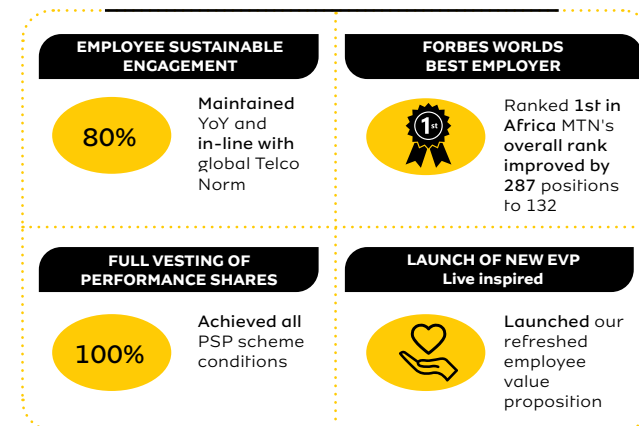 EMPLOYEE SUSTAINABLE
ENGAGEMENT
80%
Maintained
YoY and
in-line with
global Telco
Norm
FORBES WORLDS
BEST EMPLOYER
1st
Ranked 1st in
Africa MTN's
overall rank
improved by
287 positions
to 132
FULL VESTING OF
PERFORMANCE SHARES
100%
Achieved all
PSP scheme
conditions
LAUNCH OF NEW EVP
Live inspired
Launched our
refreshed
employee
value
proposition